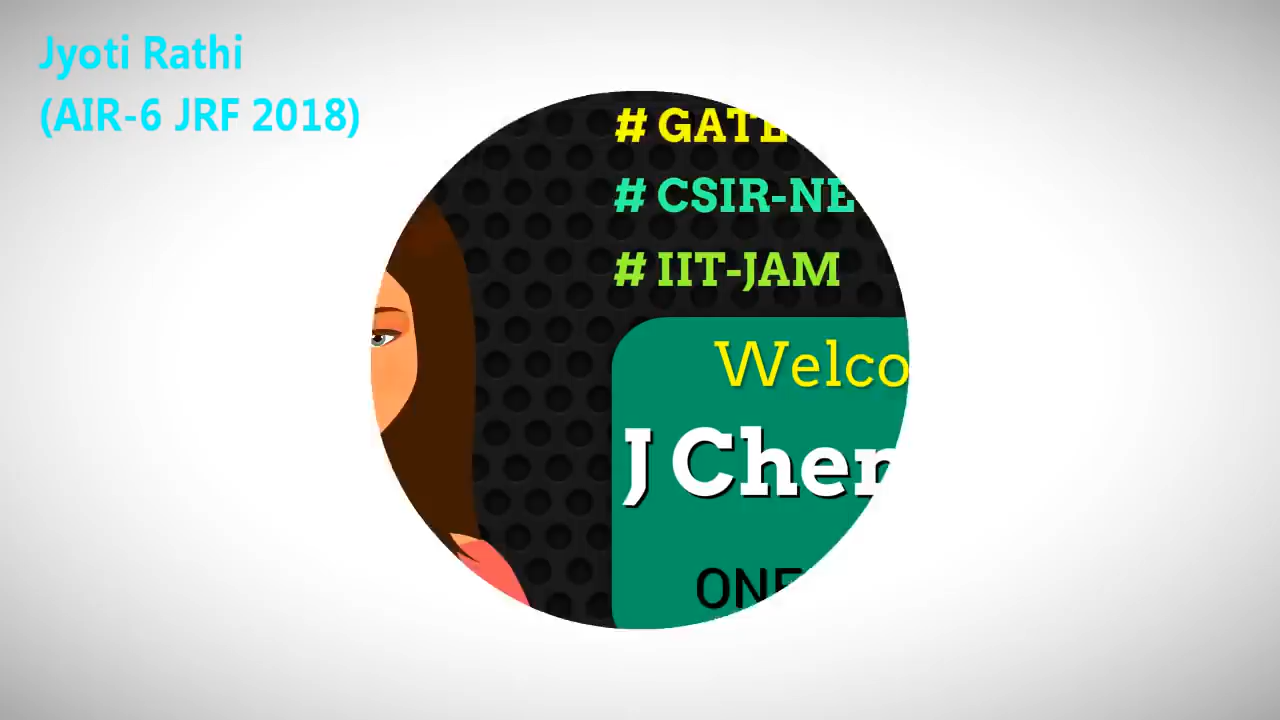 Jyoti Rathi
(AIR-6 JRF 2018)
# GATE
# CSIR-NE
# IIT-JAM
Welco
J Chem
ONE